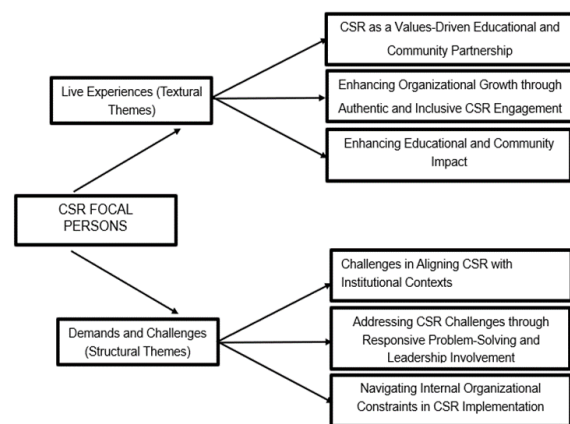 CSR as a Values-Driven Educational and
Community Partnership
Live Experiences (Textural
Themes)
Enhancing Organizational Growth through
Authentic and Inclusive CSR Engagement
Enhancing Educational and Community
Impact
CSR FOCAL
PERSONS
Challenges in Aligning CSR with
Institutional Contexts
Demands and Challenges
(Structural Themes)
Addressing CSR Challenges through
Responsive Problem-Solving and
Leadership Involvement
Navigating Internal Organizational
Constraints in CSR Implementation